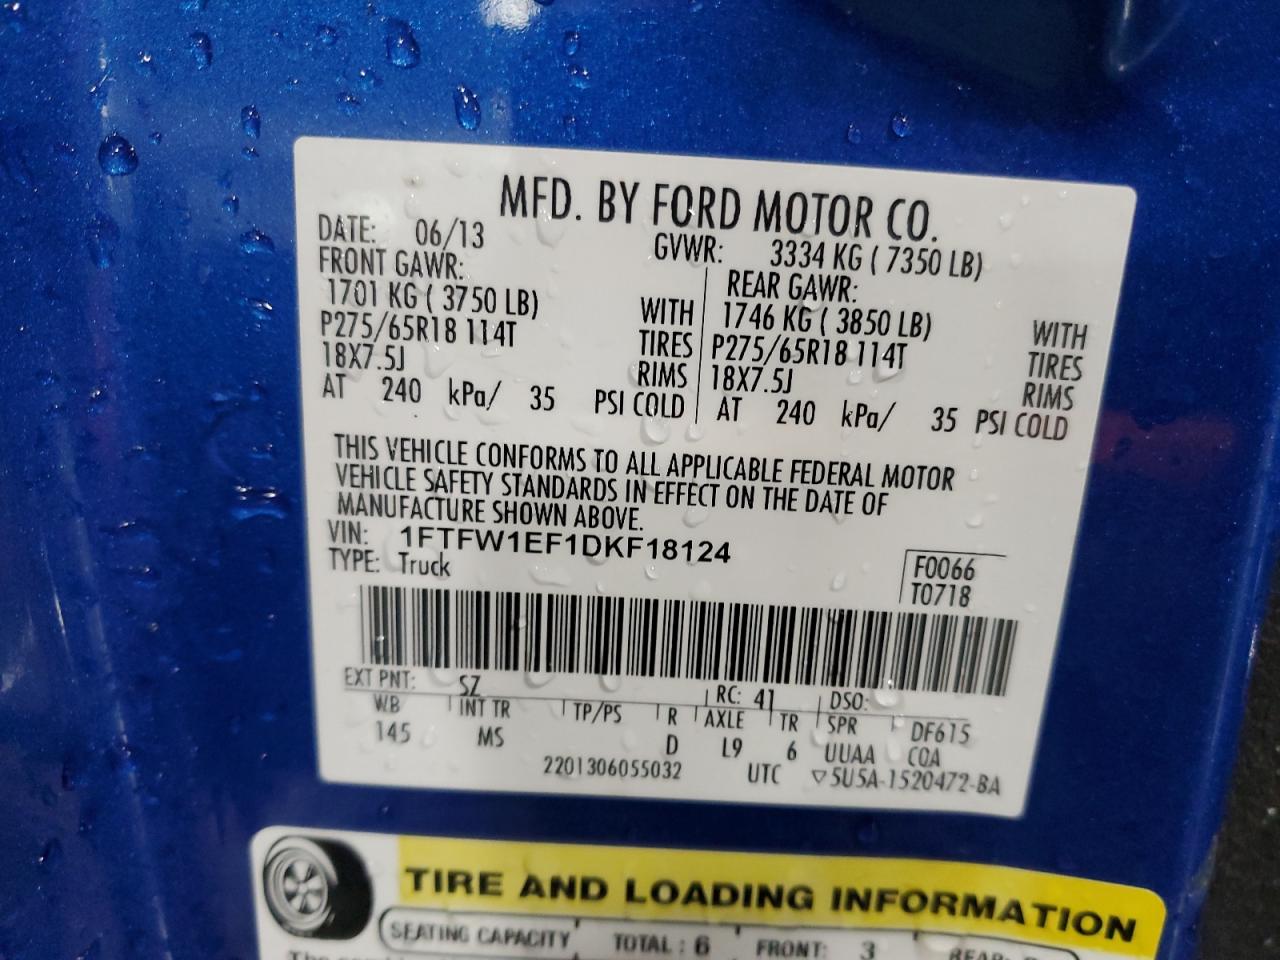 MFD. BY FORD MOTOR CO.
DATE: 06/13 GVWR: 3334 KG ( 7350 LB)
FRONT GAWR: REAR GAWR:
1701 KG ( 3750 LB) WITH 1746 KG ( 3850 LB) WITH
P275/65R18 114T TIRES P275/65R18 114T TIRES
18X7.5J RIMS 18X7.5J RIMS
AT 240 kPa/ 35 PSI COLD AT 240 kPa/ 35 PSI COLD
THIS VEHICLE CONFORMS TO ALL APPLICABLE FEDERAL MOTOR
VEHICLE SAFETY STANDARDS IN EFFECT ON THE DATE OF
MANUFACTURE SHOWN ABOVE.
VIN: 1FTFW1EF1DKF18124
TYPE: Truck
F0066
T0718
EXT PNT: SZ RC: 41 DSO:
WB INT TR TP/PS R AXLE TR SPR DF615
145 MS D L9 6 UUAA CQA
2201306055032 UTC ▽5U5A-1520472-BA
TIRE AND LOADING INFORMATION
SEATING CAPACITY TOTAL : 6 FRONT: 3 REAR: